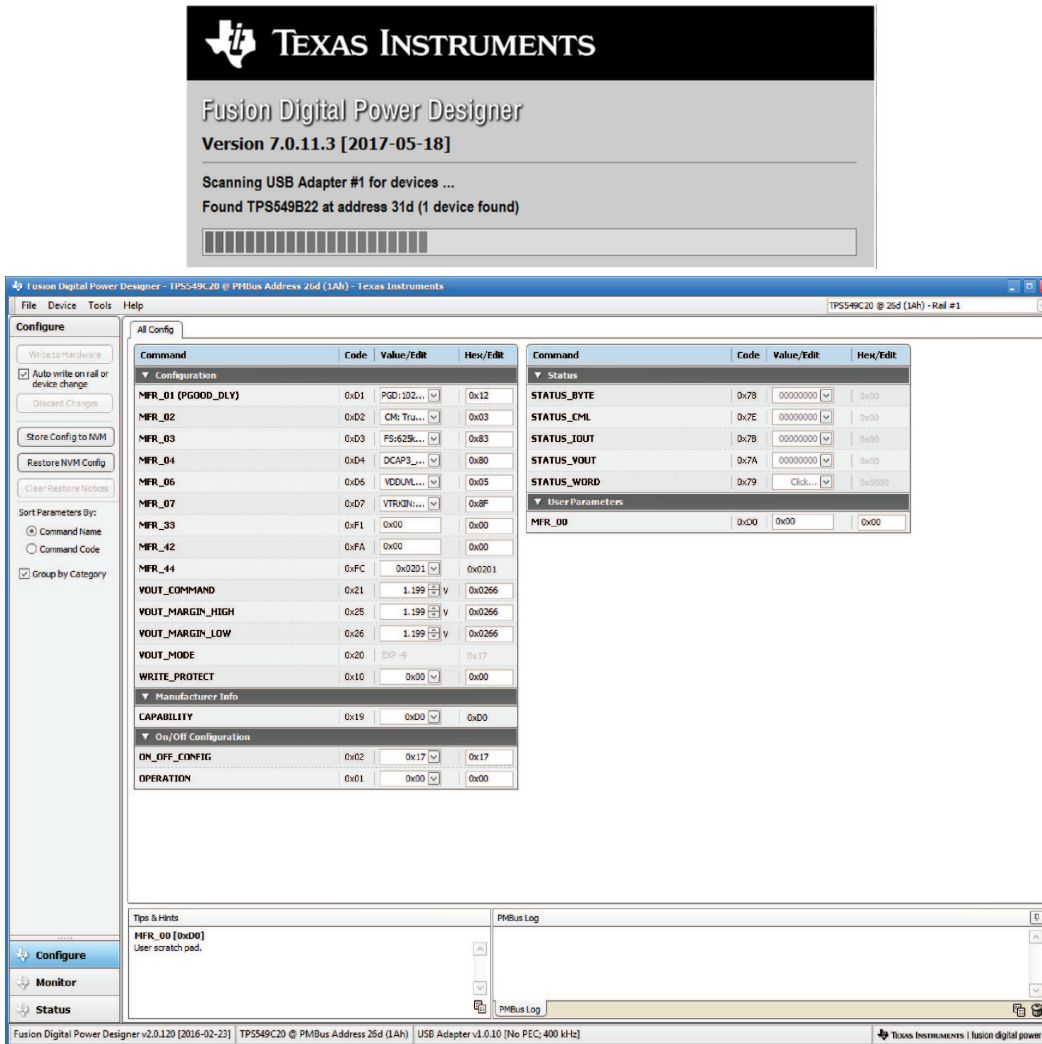 TEXAS INSTRUMENTS
Fusion Digital Power Designer
Version 7.0.11.3 [2017-05-18]
Scanning USB Adapter #1 for devices ...
Found TPS549B22 at address 31d (1 device found)
Fusion Digital Power Designer - TPS549C20 @ PMBus Address 26d (1Ah) - Texas Instruments
File Device Tools Help
TPS549C20 @ 26d (1Ah) - Rail #1
Configure
Write to Hardware
Auto write on rail or
device change
Discard Changes
Store Config to NVM
Restore NVM Config
Clear Restore Notices
Sort Parameters By:
Command Name
Command Code
Group by Category
All Config
Command Code Value/Edit Hex/Edit
Configuration
MFR_01 (PGOOD_DLY) 0xD1 PGD:102... 0x12
MFR_02 0xD2 CM: Tru... 0x03
MFR_03 0xD3 FS:625k... 0x83
MFR_04 0xD4 DCAP3_... 0x80
MFR_06 0xD6 VDDUVL... 0x05
MFR_07 0xD7 VTRKIN:... 0x8F
MFR_33 0xF1 0x00 0x00
MFR_42 0xFA 0x00 0x00
MFR_44 0xFC 0x0201 0x0201
VOUT_COMMAND 0x21 1.199 V 0x0266
VOUT_MARGIN_HIGH 0x25 1.199 V 0x0266
VOUT_MARGIN_LOW 0x26 1.199 V 0x0266
VOUT_MODE 0x20 EXP -9 0x17
WRITE_PROTECT 0x10 0x00 0x00
Manufacturer Info
CAPABILITY 0x19 0xD0 0xD0
On/Off Configuration
ON_OFF_CONFIG 0x02 0x17 0x17
OPERATION 0x01 0x00 0x00
Command Code Value/Edit Hex/Edit
Status
STATUS_BYTE 0x78 00000000 0x00
STATUS_CML 0x7E 00000000 0x00
STATUS_IOUT 0x7B 00000000 0x00
STATUS_VOUT 0x7A 00000000 0x00
STATUS_WORD 0x79 Click... 0x0000
User Parameters
MFR_00 0xD0 0x00 0x00
Tips & Hints
MFR_00 [0xD0]
User scratch pad.
PMBus Log
PMBus Log
Configure
Monitor
Status
Fusion Digital Power Designer v2.0.120 [2016-02-23] TPS549C20 @ PMBus Address 26d (1Ah) USB Adapter v1.0.10 [No PEC; 400 kHz]
TEXAS INSTRUMENTS | fusion digital power